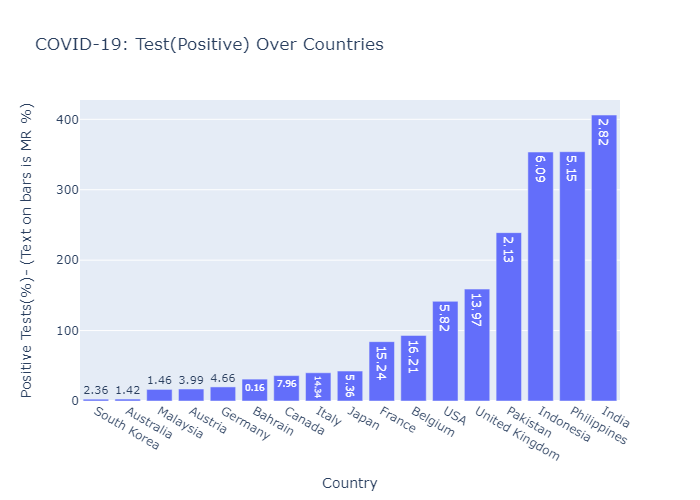 COVID-19: Test(Positive) Over Countries
Positive Tests(%)- (Text on bars is MR %)
400
300
200
100
0
2.36
1.42
1.46
3.99
4.66
0.16
7.96
14.34
5.36
15.24
16.21
5.82
13.97
2.13
6.09
5.15
2.82
South Korea
Australia
Malaysia
Austria
Germany
Bahrain
Canada
Italy
Japan
France
Belgium
USA
United Kingdom
Pakistan
Indonesia
Philippines
India
Country